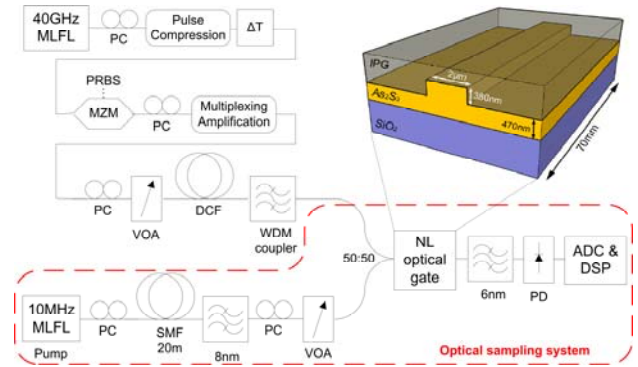 40GHz
MLFL
PC
Pulse
Compression
ΔT
PRBS
MZM
PC
Multiplexing
Amplification
PC
VOA
DCF
WDM
coupler
50:50
IPG
As₂S₃
SiO₂
2μm
380nm
470nm
70mm
NL
optical
gate
6nm
PD
ADC &
DSP
10MHz
MLFL
Pump
PC
SMF
20m
8nm
PC
VOA
Optical sampling system